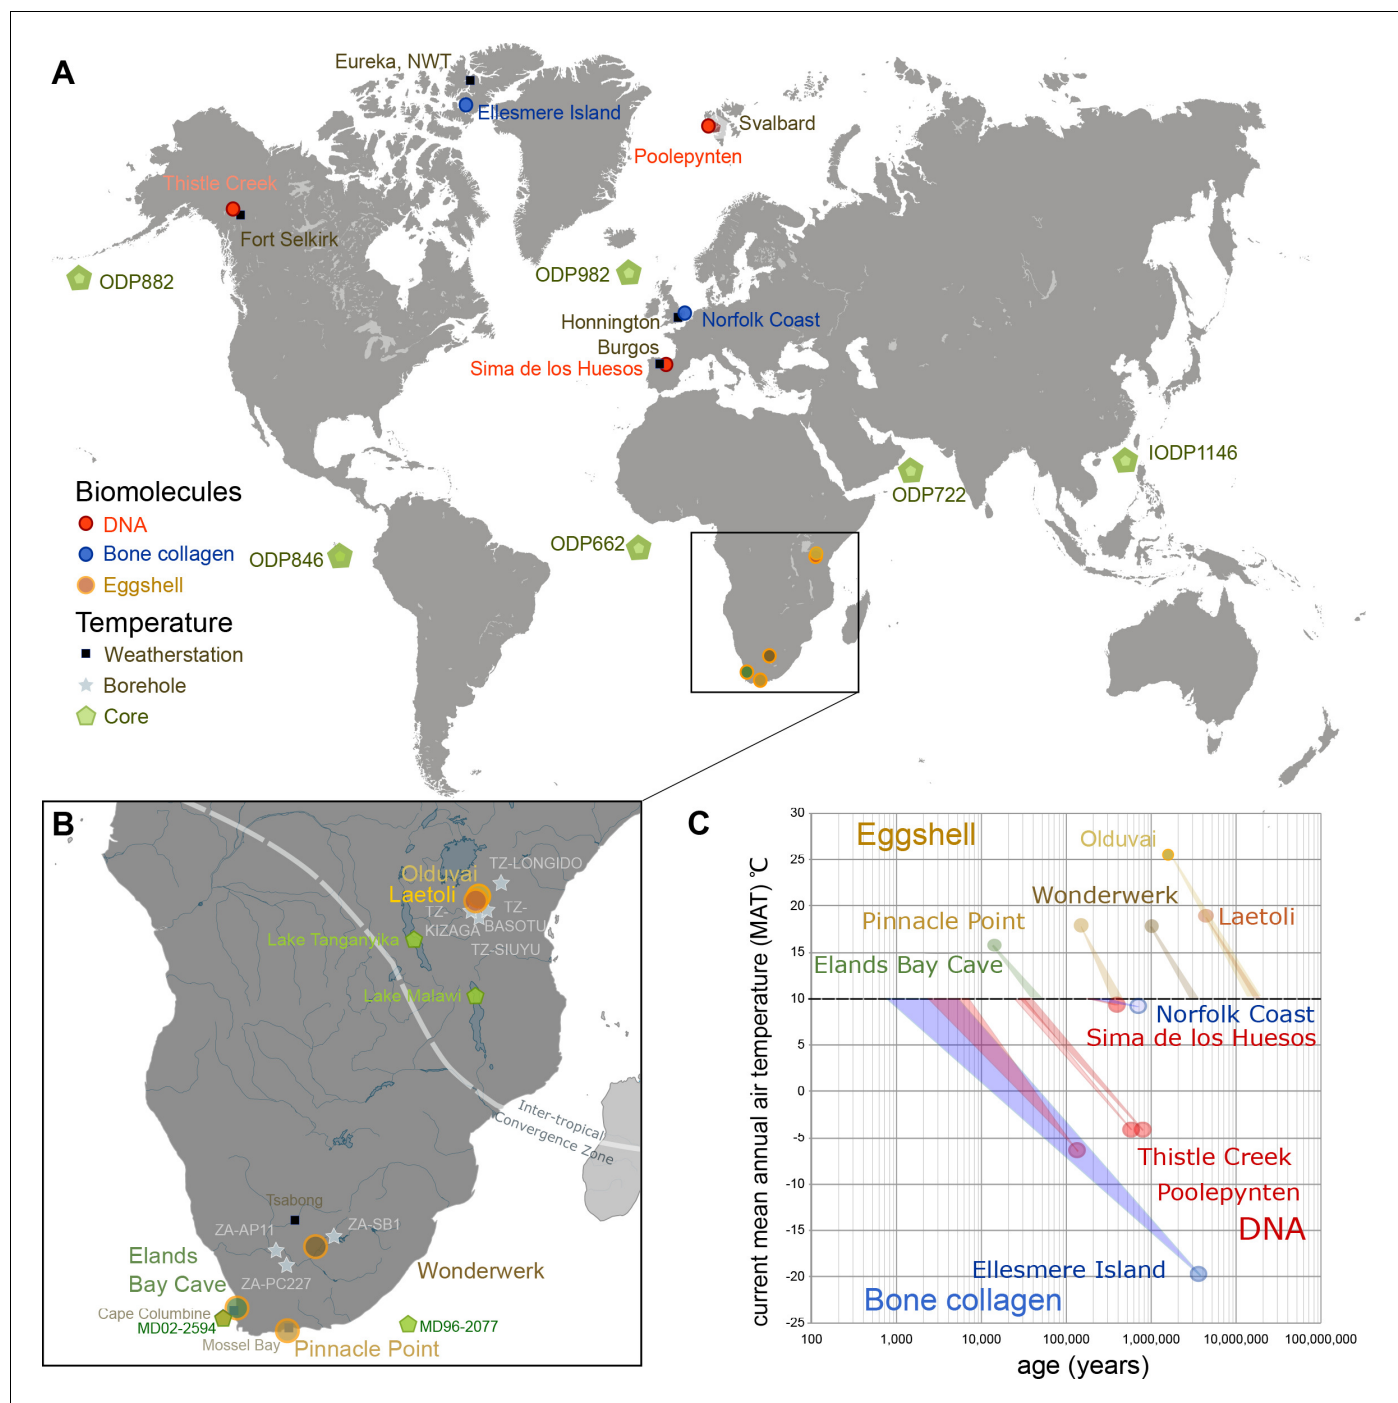 A
Eureka, NWT
Ellesmere Island
Svalbard
Poolepynten
Thistle Creek
Fort Selkirk
ODP882
ODP982
Honnington
Norfolk Coast
Burgos
Sima de los Huesos
IODP1146
ODP722
Biomolecules
DNA
Bone collagen
Eggshell
ODP846
ODP662
Temperature
Weatherstation
Borehole
Core
B
TZ-LONGIDO
Olduvai
Laetoli
TZ-
KIZAGA
TZ-
BASOTU
TZ-SIUYU
Lake Tanganyika
Lake Malawi
Inter-tropical
Convergence Zone
Tsabong
ZA-AP11
ZA-SB1
ZA-PC227
Elands
Bay Cave
Wonderwerk
Cape Columbine
MD02-2594
MD96-2077
Mossel Bay
Pinnacle Point
C
current mean annual air temperature (MAT) °C
30
25
20
15
10
5
0
-5
-10
-15
-20
-25
Eggshell
Olduvai
Wonderwerk
Pinnacle Point
Laetoli
Elands Bay Cave
Norfolk Coast
Sima de los Huesos
Thistle Creek
Poolepynten
DNA
Ellesmere Island
Bone collagen
100 1,000 10,000 100,000 1,000,000 10,000,000 100,000,000
age (years)